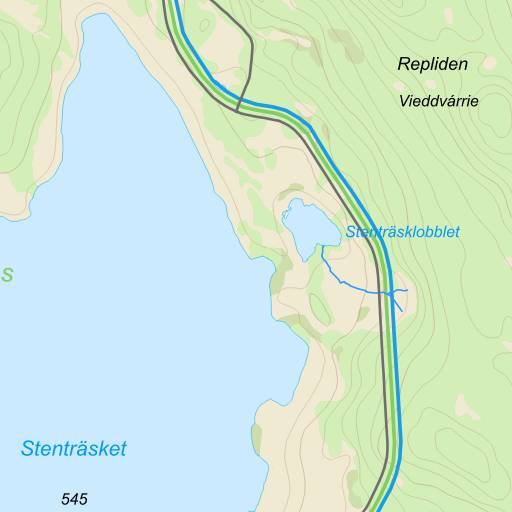 Repliden
Vieddvárrie
Stenträsklobblet
s
Stenträsket
545